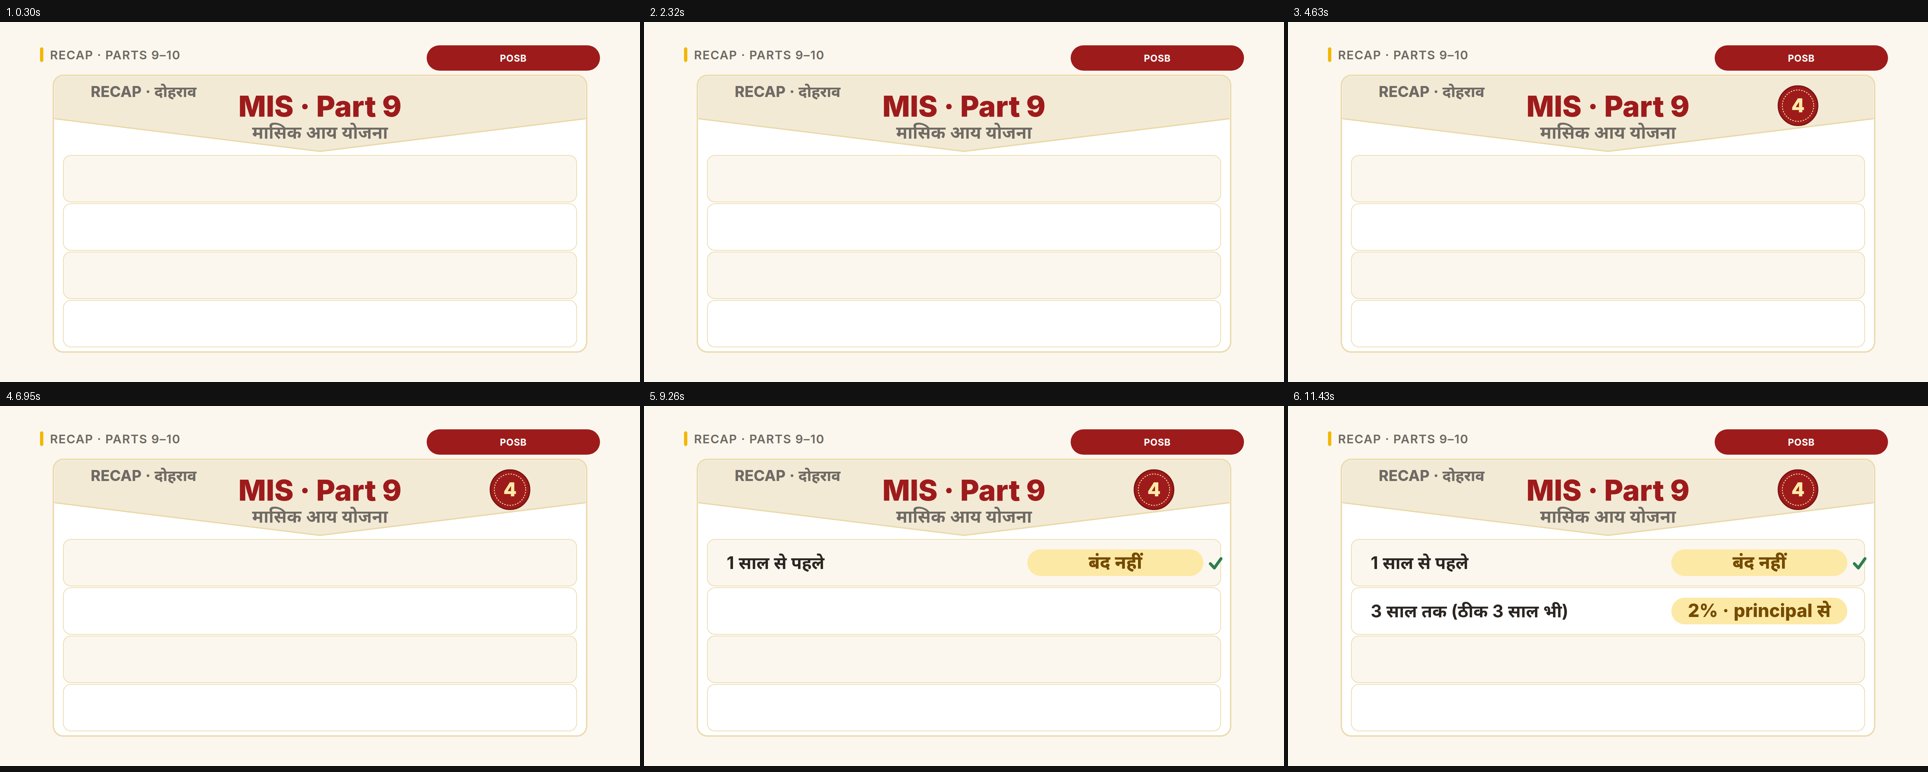 1. 0.30s
RECAP · PARTS 9–10
POSB
RECAP · दोहराव
MIS · Part 9
मासिक आय योजना
2. 2.32s
RECAP · PARTS 9–10
POSB
RECAP · दोहराव
MIS · Part 9
मासिक आय योजना
3. 4.63s
RECAP · PARTS 9–10
POSB
RECAP · दोहराव
MIS · Part 9
4
मासिक आय योजना
4. 6.95s
RECAP · PARTS 9–10
POSB
RECAP · दोहराव
MIS · Part 9
4
मासिक आय योजना
5. 9.26s
RECAP · PARTS 9–10
POSB
RECAP · दोहराव
MIS · Part 9
4
मासिक आय योजना
1 साल से पहले
बंद नहीं
6. 11.43s
RECAP · PARTS 9–10
POSB
RECAP · दोहराव
MIS · Part 9
4
मासिक आय योजना
1 साल से पहले
बंद नहीं
3 साल तक (ठीक 3 साल भी)
2% · principal से